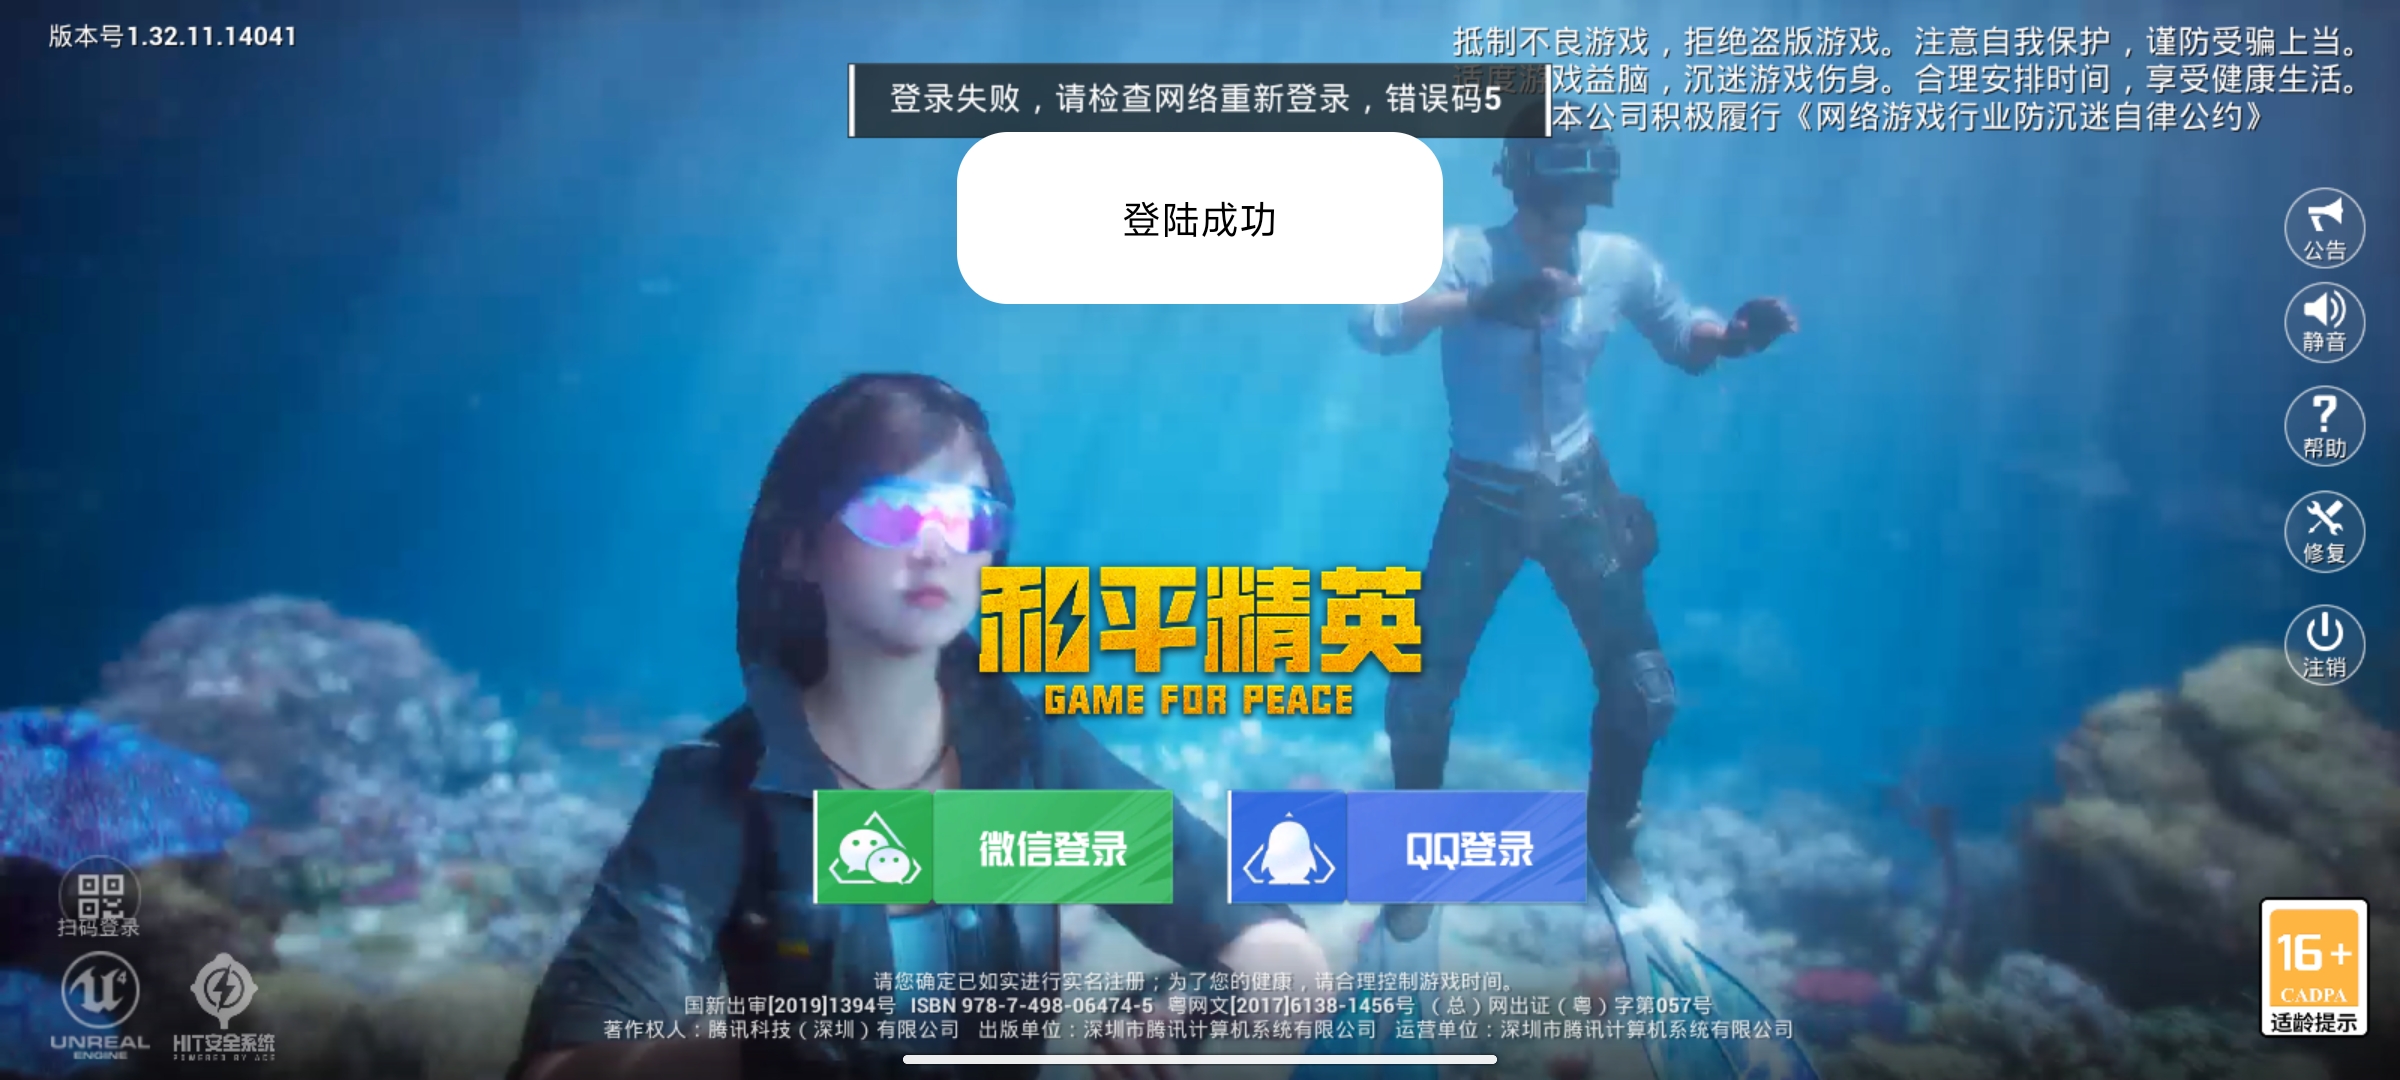 版本号1.32.11.14041
抵制不良游戏，拒绝盗版游戏。注意自我保护，谨防受骗上当。
适度游戏益脑，沉迷游戏伤身。合理安排时间，享受健康生活。
本公司积极履行《网络游戏行业防沉迷自律公约》
登录失败，请检查网络重新登录，错误码5
登陆成功
公告
静音
帮助
修复
注销
和平精英
GAME FOR PEACE
微信登录
QQ登录
扫码登录
UNREAL
ENGINE
HIT安全系统
POWERED BY ACE
请您确定已如实进行实名注册；为了您的健康，请合理控制游戏时间。
国新出审[2019]1394号 ISBN 978-7-498-06474-5 粤网文[2017]6138-1456号 （总）网出证（粤）字第057号
著作权人：腾讯科技（深圳）有限公司 出版单位：深圳市腾讯计算机系统有限公司 运营单位：深圳市腾讯计算机系统有限公司
16+
CADPA
适龄提示